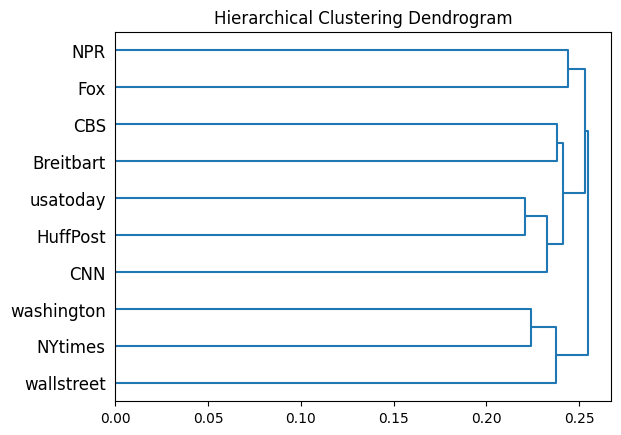 Hierarchical Clustering Dendrogram
NPR
Fox
CBS
Breitbart
usatoday
HuffPost
CNN
washington
NYtimes
wallstreet
0.00 0.05 0.10 0.15 0.20 0.25